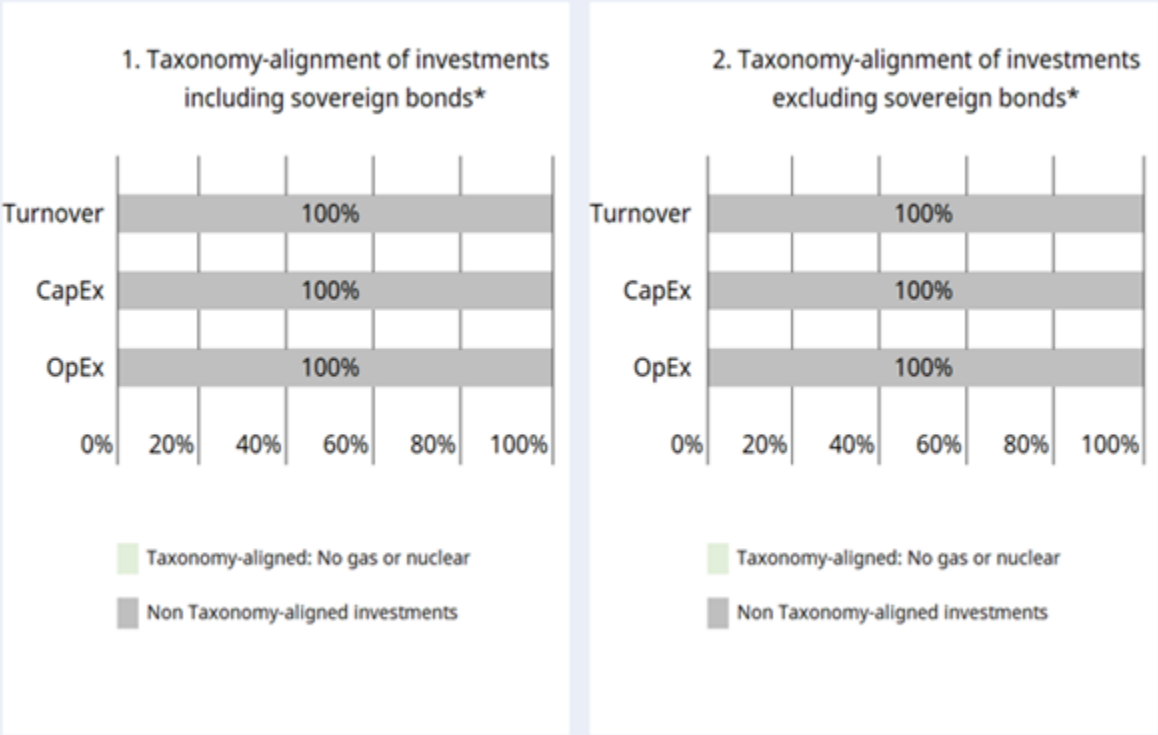 1. Taxonomy-alignment of investments
including sovereign bonds*
Turnover
100%
CapEx
100%
OpEx
100%
0%
20%
40%
60%
80%
100%
Taxonomy-aligned: No gas or nuclear
Non Taxonomy-aligned investments
2. Taxonomy-alignment of investments
excluding sovereign bonds*
Turnover
100%
CapEx
100%
OpEx
100%
0%
20%
40%
60%
80%
100%
Taxonomy-aligned: No gas or nuclear
Non Taxonomy-aligned investments